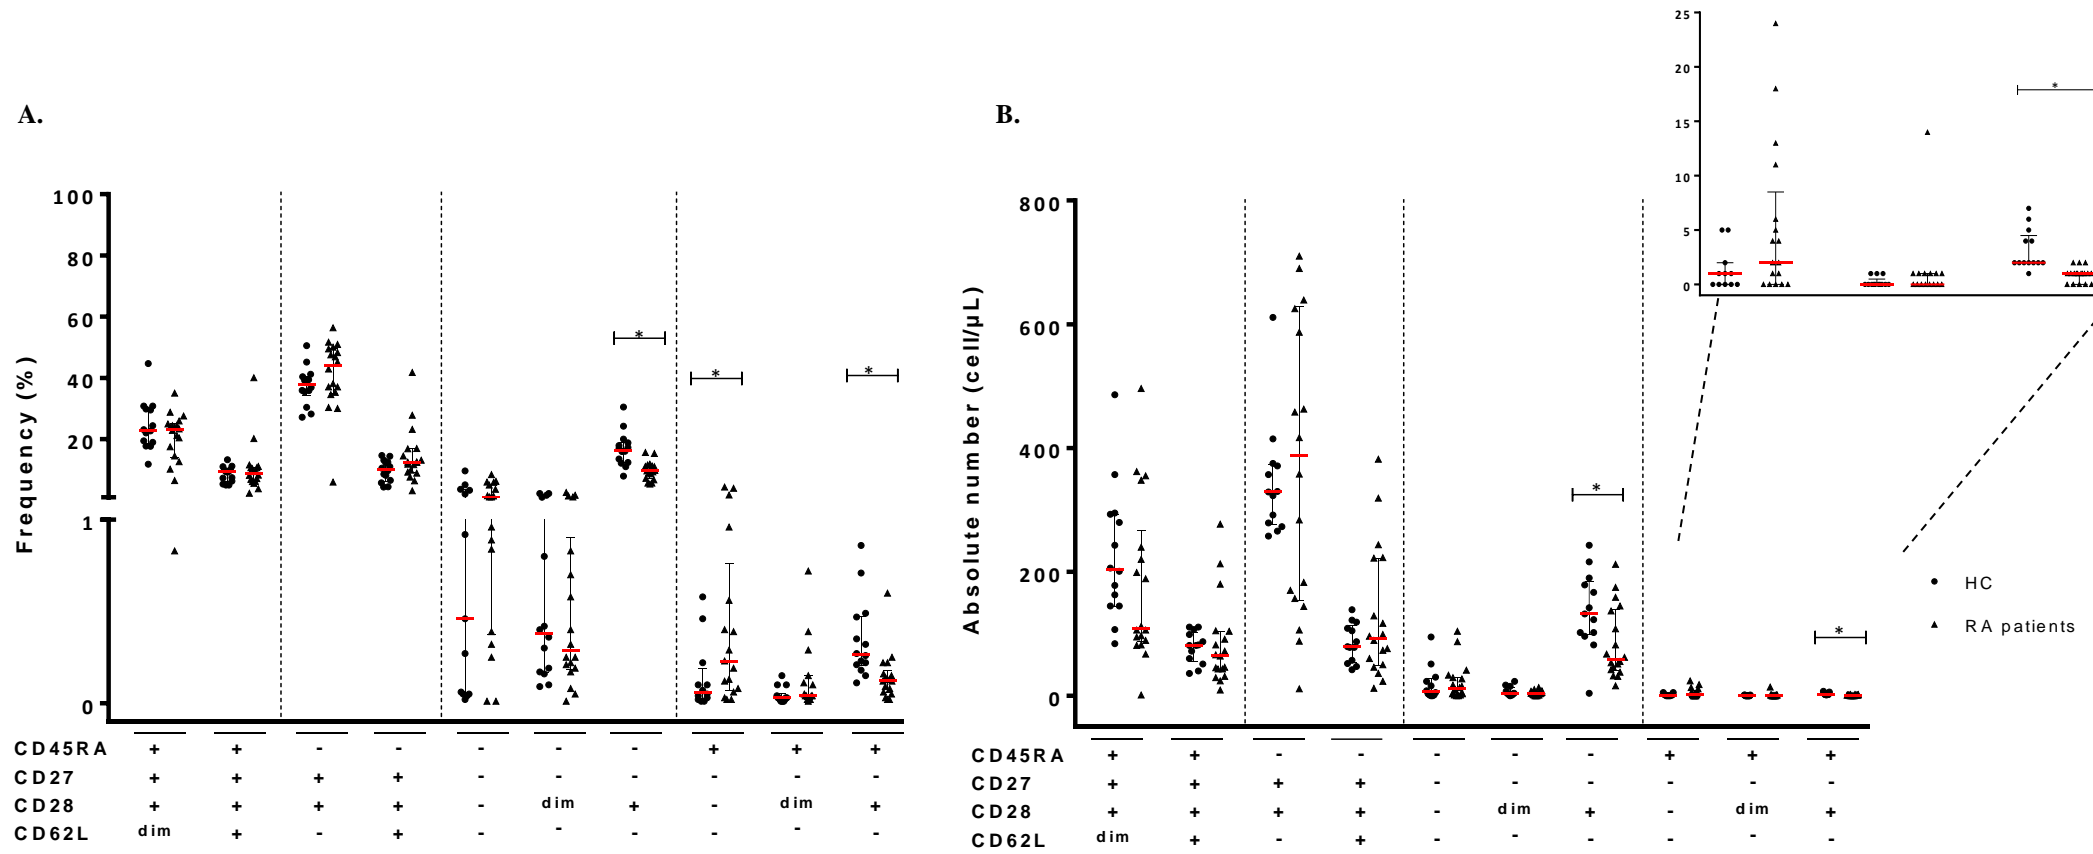 A.
Frequency (%)
100
80
60
40
20
1
0
* * *
CD45RA + + - - - - - + + +
CD27 + + + + - - - - - -
CD28 + + + + - dim + - dim +
CD62L dim + - + - - - - - -
B.
Absolute number (cell/μL)
800
600
400
200
0
* *
25
20
15
10
5
0
*
HC
RA patients
CD45RA + + - - - - - + + +
CD27 + + + + - - - - - -
CD28 + + + + - dim + - dim +
CD62L dim + - + - - - - - -